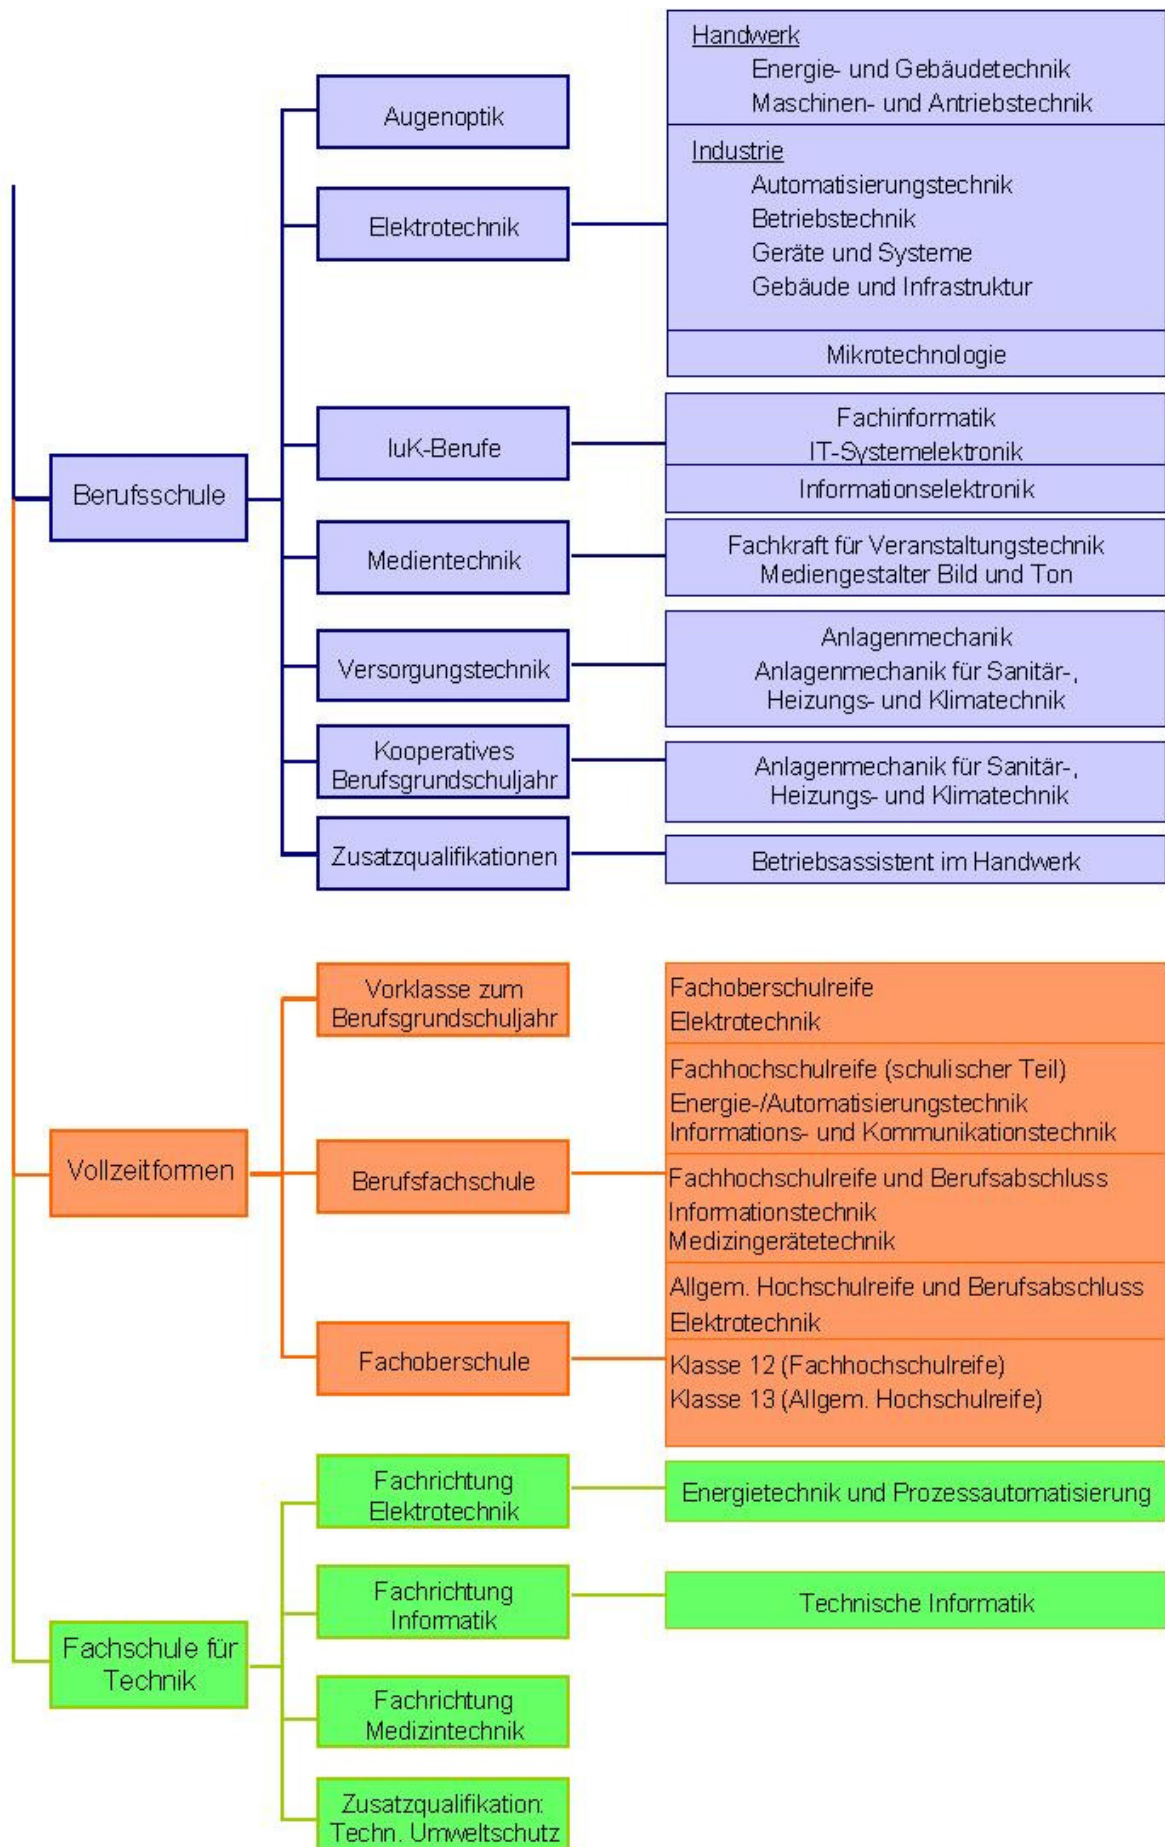 Berufsschule
Augenoptik
Elektrotechnik
Handwerk
Energie- und Gebäudetechnik
Maschinen- und Antriebstechnik
Industrie
Automatisierungstechnik
Betriebstechnik
Geräte und Systeme
Gebäude und Infrastruktur
Mikrotechnologie
IuK-Berufe
Fachinformatik
IT-Systemelektronik
Informationselektronik
Medientechnik
Fachkraft für Veranstaltungstechnik
Mediengestalter Bild und Ton
Versorgungstechnik
Anlagenmechanik
Anlagenmechanik für Sanitär-,
Heizungs- und Klimatechnik
Kooperatives
Berufsgrundschuljahr
Anlagenmechanik für Sanitär-,
Heizungs- und Klimatechnik
Zusatzqualifikationen
Betriebsassistent im Handwerk
Vollzeitformen
Vorklasse zum
Berufsgrundschuljahr
Berufsfachschule
Fachoberschulreife
Elektrotechnik
Fachhochschulreife (schulischer Teil)
Energie-/Automatisierungstechnik
Informations- und Kommunikationstechnik
Fachhochschulreife und Berufsabschluss
Informationstechnik
Medizingerätetechnik
Allgem. Hochschulreife und Berufsabschluss
Elektrotechnik
Fachoberschule
Klasse 12 (Fachhochschulreife)
Klasse 13 (Allgem. Hochschulreife)
Fachschule für
Technik
Fachrichtung
Elektrotechnik
Energietechnik und Prozessautomatisierung
Fachrichtung
Informatik
Technische Informatik
Fachrichtung
Medizintechnik
Zusatzqualifikation:
Techn. Umweltschutz